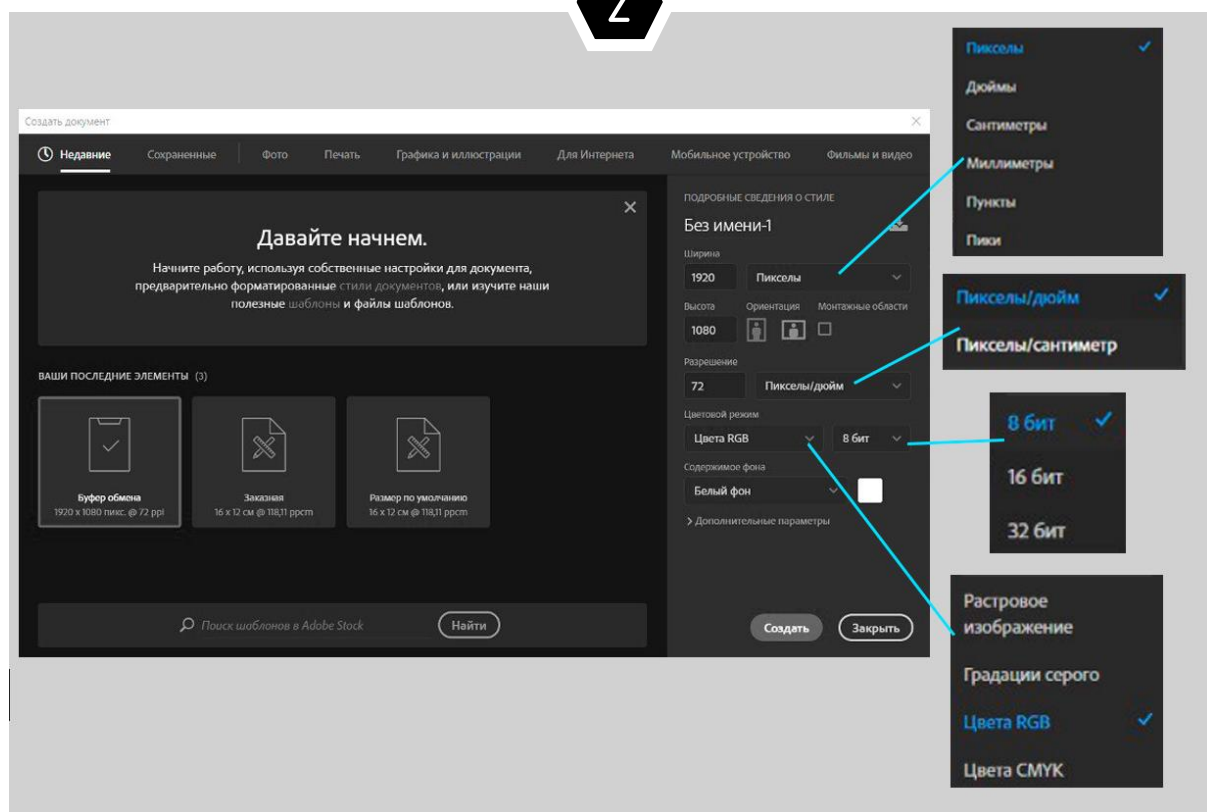 2
Создать документ
Недавние
Сохраненные
Фото
Печать
Графика и иллюстрации
Для Интернета
Мобильное устройство
Фильмы и видео
Давайте начнем.
Начните работу, используя собственные настройки для документа,
предварительно форматированные стили документов, или изучите наши
полезные шаблоны и файлы шаблонов.
ВАШИ ПОСЛЕДНИЕ ЭЛЕМЕНТЫ (3)
Буфер обмена
1920 x 1080 пикс. @ 72 ppi
Заказная
16 x 12 см @ 118,11 ppcm
Размер по умолчанию
16 x 12 см @ 118,11 ppcm
Поиск шаблонов в Adobe Stock
Найти
ПОДРОБНЫЕ СВЕДЕНИЯ О СТИЛЕ
Без имени-1
Ширина
1920 Пикселы
Высота Ориентация Монтажные области
1080
Разрешение
72 Пикселы/дюйм
Цветовой режим
Цвета RGB 8 бит
Содержимое фона
Белый фон
Дополнительные параметры
Создать Закрыть
Пикселы
Дюймы
Сантиметры
Миллиметры
Пункты
Пики
Пикселы/дюйм
Пикселы/сантиметр
8 бит
16 бит
32 бит
Растровое
изображение
Градации серого
Цвета RGB
Цвета CMYK